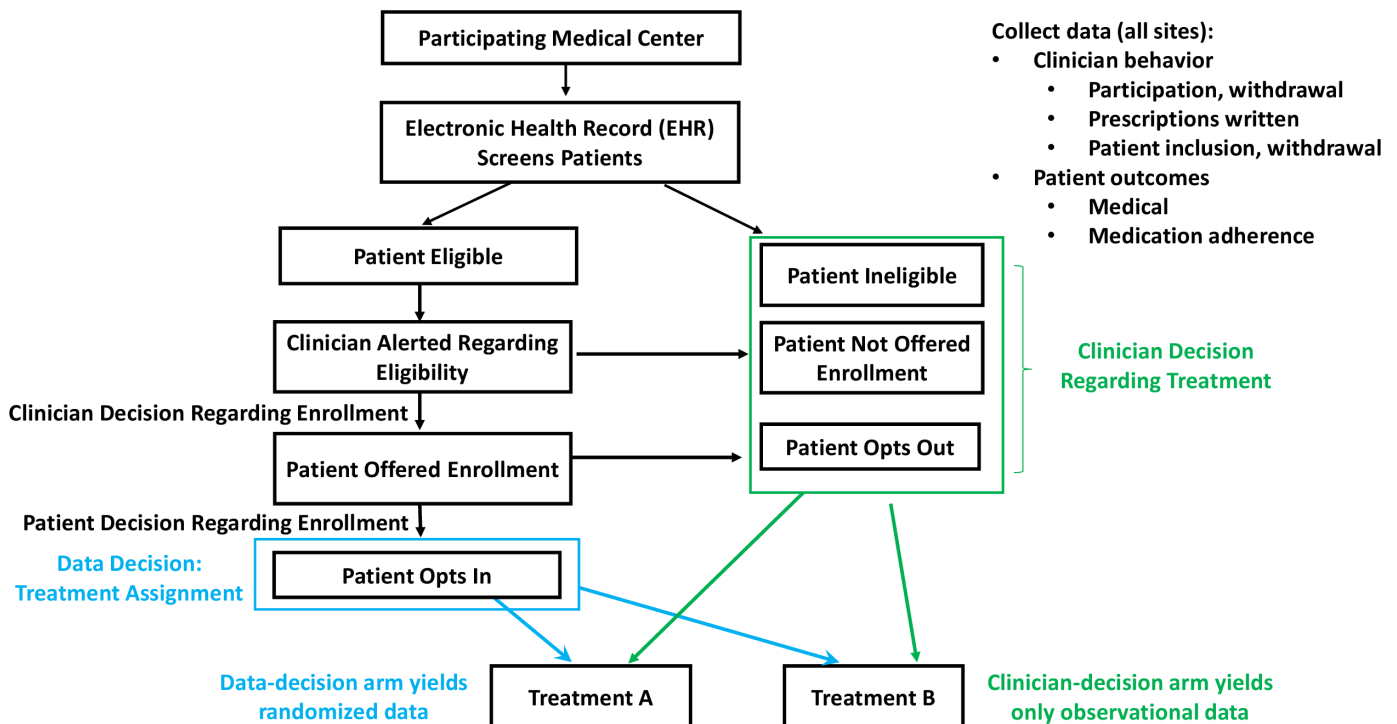 Participating Medical Center
Electronic Health Record (EHR)
Screens Patients
Collect data (all sites):
• Clinician behavior
• Participation, withdrawal
• Prescriptions written
• Patient inclusion, withdrawal
• Patient outcomes
• Medical
• Medication adherence
Patient Eligible
Patient Ineligible
Clinician Alerted Regarding
Eligibility
Patient Not Offered
Enrollment
Clinician Decision
Regarding Treatment
Clinician Decision Regarding Enrollment
Patient Offered Enrollment
Patient Opts Out
Patient Decision Regarding Enrollment
Data Decision:
Treatment Assignment
Patient Opts In
Data-decision arm yields
randomized data
Treatment A
Treatment B
Clinician-decision arm yields
only observational data